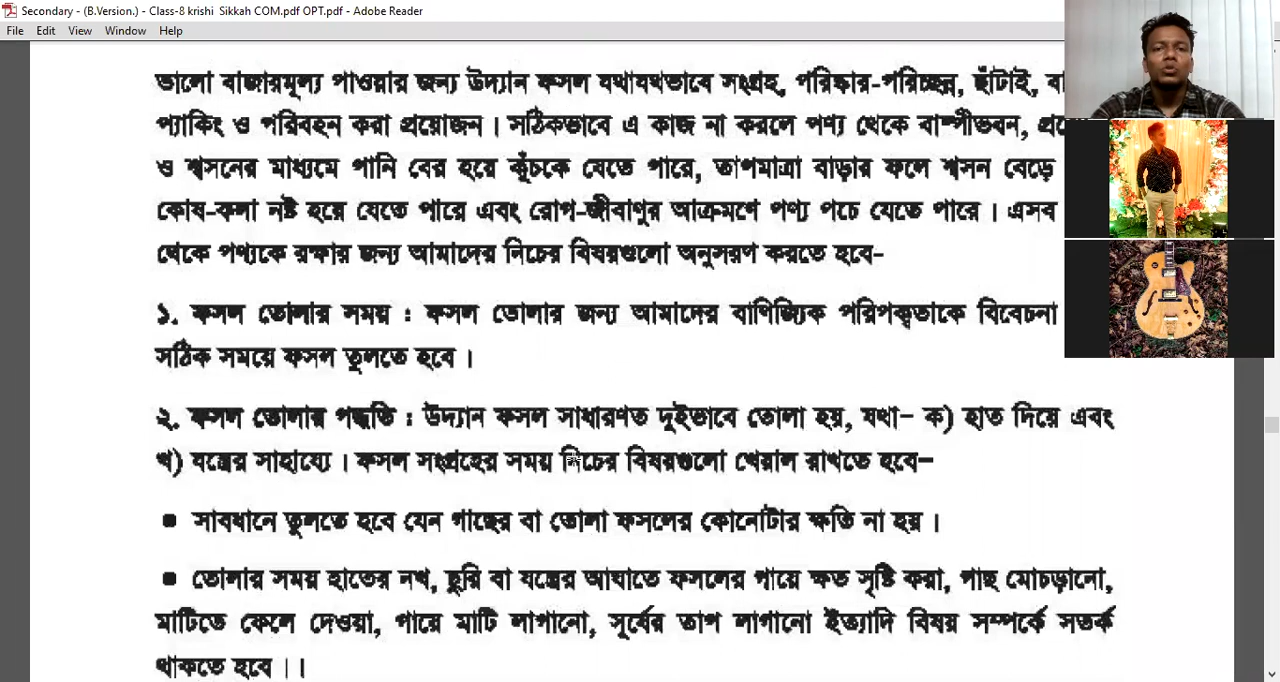 Secondary - (B.Version.) - Class-8 krishi Sikkah COM.pdf OPT.pdf - Adobe Reader
File Edit View Window Help
ভালো বাজারমূল্য পাওয়ার জন্য উদ্যান ফসল যথাযথভাবে সংগ্রহ, পরিষ্কার-পরিচ্ছন্ন, ছাঁটাই,
প্যাকিং ও পরিবহন করা প্রয়োজন। সঠিকভাবে এ কাজ না করলে পণ্য থেকে বাষ্পীভবন,
ও শ্বসনের মাধ্যমে পানি বের হয়ে কুঁচকে যেতে পারে, তাপমাত্রা বাড়ার ফলে শ্বসন বেড়ে
কোষ-কলা নষ্ট হয়ে যেতে পারে এবং রোগ-জীবাণুর আক্রমণে পণ্য পচে যেতে পারে। এসব
থেকে পণ্যকে রক্ষার জন্য আমাদের নিচের বিষয়গুলো অনুসরণ করতে হবে-
১. ফসল তোলার সময় : ফসল তোলার জন্য আমাদের বাণিজ্যিক পরিপক্বতাকে বিবেচনা
সঠিক সময়ে ফসল তুলতে হবে।
২. ফসল তোলার পদ্ধতি : উদ্যান ফসল সাধারণত দুইভাবে তোলা হয়, যথা- ক) হাত দিয়ে এবং
খ) যন্ত্রের সাহায্যে। ফসল সংগ্রহের সময় নিচের বিষয়গুলো খেয়াল রাখতে হবে-
■ সাবধানে তুলতে হবে যেন গাছের বা তোলা ফসলের কোনোটার ক্ষতি না হয়।
■ তোলার সময় হাতের নখ, ছুরি বা যন্ত্রের আঘাতে ফসলের গায়ে ক্ষত সৃষ্টি করা, গাছ মোচড়ানো,
মাটিতে ফেলে দেওয়া, গায়ে মাটি লাগানো, সূর্যের তাপ লাগানো ইত্যাদি বিষয় সম্পর্কে সতর্ক
থাকতে হবে।।